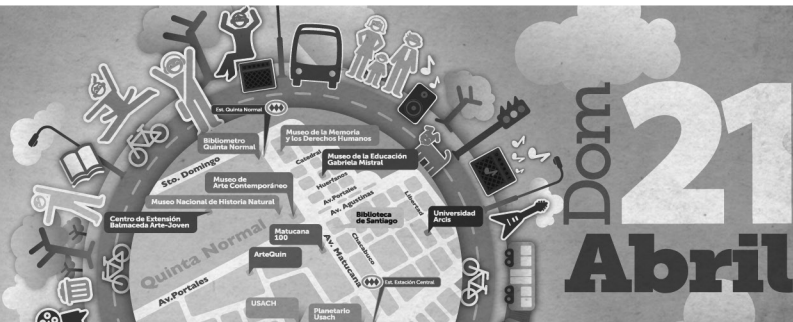 Est. Quinta Normal
Bibliometro
Quinta Normal
Museo de la Memoria
y los Derechos Humanos
Sto. Domingo
Catedral
Museo de la Educación
Gabriela Mistral
Huerfanos
Museo de
Arte Contemporáneo
Av.Portales
Av. Agustinas
Libertad
Museo Nacional de Historia Natural
Centro de Extensión
Balmaceda Arte-Joven
Biblioteca
de Santiago
Universidad
Arcis
Matucana
100
Chacabuco
Quinta Normal
ArteQuin
Av. Matucana
Av.Portales
Est. Estación Central
USACH
Planetario
Usach
Dom
21
Abril